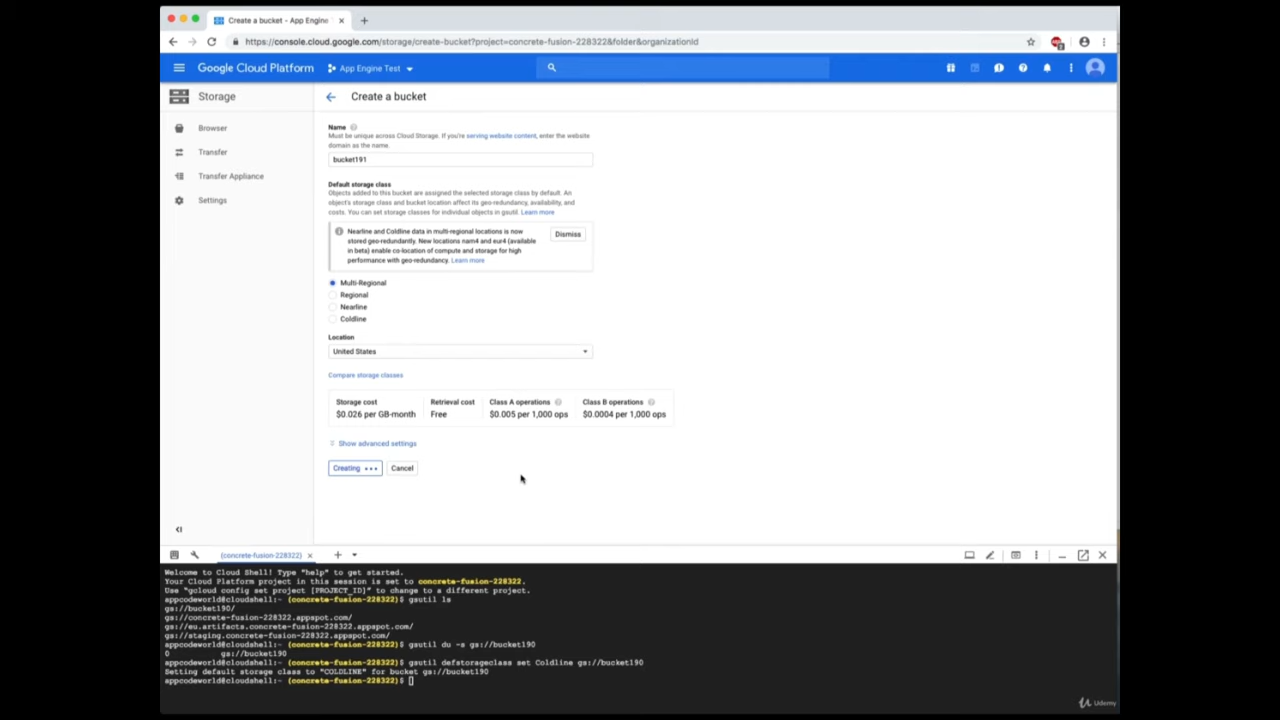 Create a bucket - App Engine
https://console.cloud.google.com/storage/create-bucket?project=concrete-fusion-228322&folder&organizationId
Google Cloud Platform
App Engine Test
Storage
Create a bucket
Browser
Transfer
Transfer Appliance
Settings
Name
Must be unique across Cloud Storage. If you're serving website content, enter the website
domain as the name.
bucket191
Default storage class
Objects added to this bucket are assigned the selected storage class by default. An
object's storage class and bucket location affect its geo-redundancy, availability, and
costs. You can set storage classes for individual objects in gsutil. Learn more
Nearline and Coldline data in multi-regional locations is now
stored geo-redundantly. New locations nam4 and eur4 (available
in beta) enable co-location of compute and storage for high
performance with geo-redundancy. Learn more
Dismiss
Multi-Regional
Regional
Nearline
Coldline
Location
United States
Compare storage classes
Storage cost
$0.026 per GB-month
Retrieval cost
Free
Class A operations
$0.005 per 1,000 ops
Class B operations
$0.0004 per 1,000 ops
Show advanced settings
Creating
Cancel
(concrete-fusion-228322)
Welcome to Cloud Shell! Type "help" to get started.
Your Cloud Platform project in this session is set to concrete-fusion-228322.
Use "gcloud config set project [PROJECT_ID]" to change to a different project.
appcodeworld@cloudshell:~ (concrete-fusion-228322)$ gsutil ls
gs://bucket190/
gs://concrete-fusion-228322.appspot.com/
gs://eu.artifacts.concrete-fusion-228322.appspot.com/
gs://staging.concrete-fusion-228322.appspot.com/
appcodeworld@cloudshell:~ (concrete-fusion-228322)$ gsutil du -s gs://bucket190
0 gs://bucket190
appcodeworld@cloudshell:~ (concrete-fusion-228322)$ gsutil defstorageclass set Coldline gs://bucket190
Setting default storage class to "COLDLINE" for bucket gs://bucket190
appcodeworld@cloudshell:~ (concrete-fusion-228322)$
Udemy